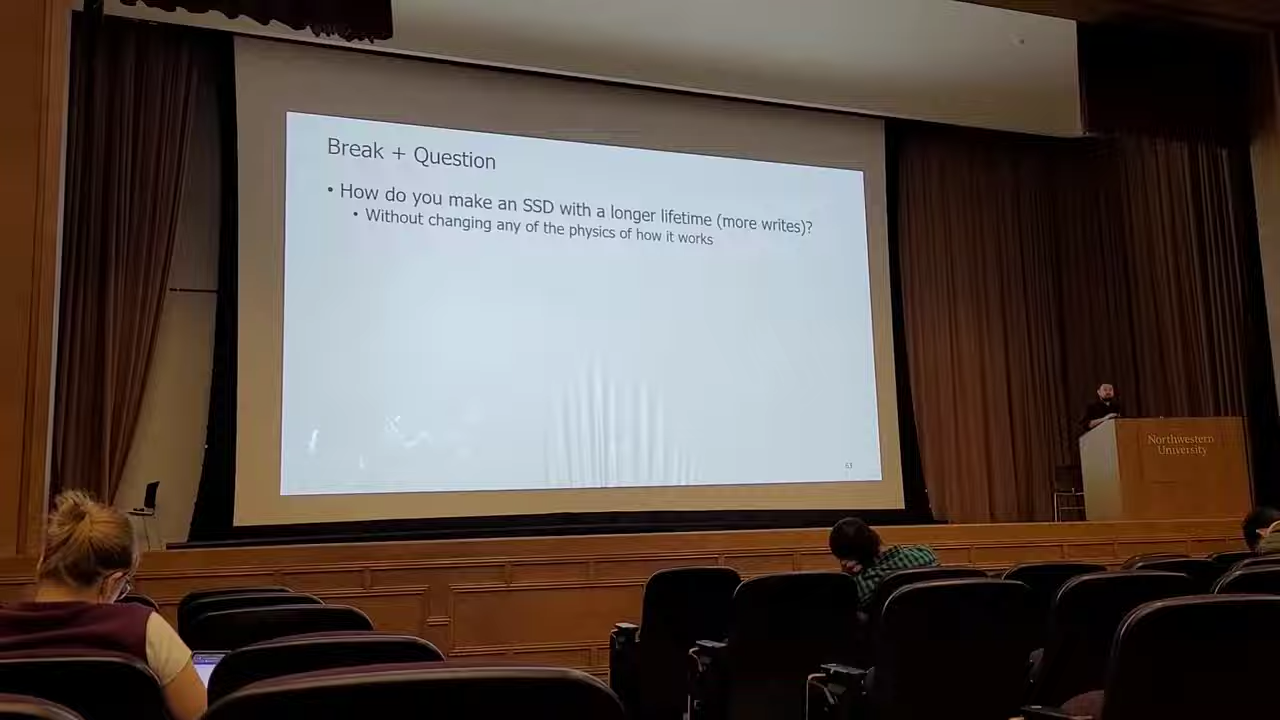 Break + Question
• How do you make an SSD with a longer lifetime (more writes)?
• Without changing any of the physics of how it works
63
Northwestern
University